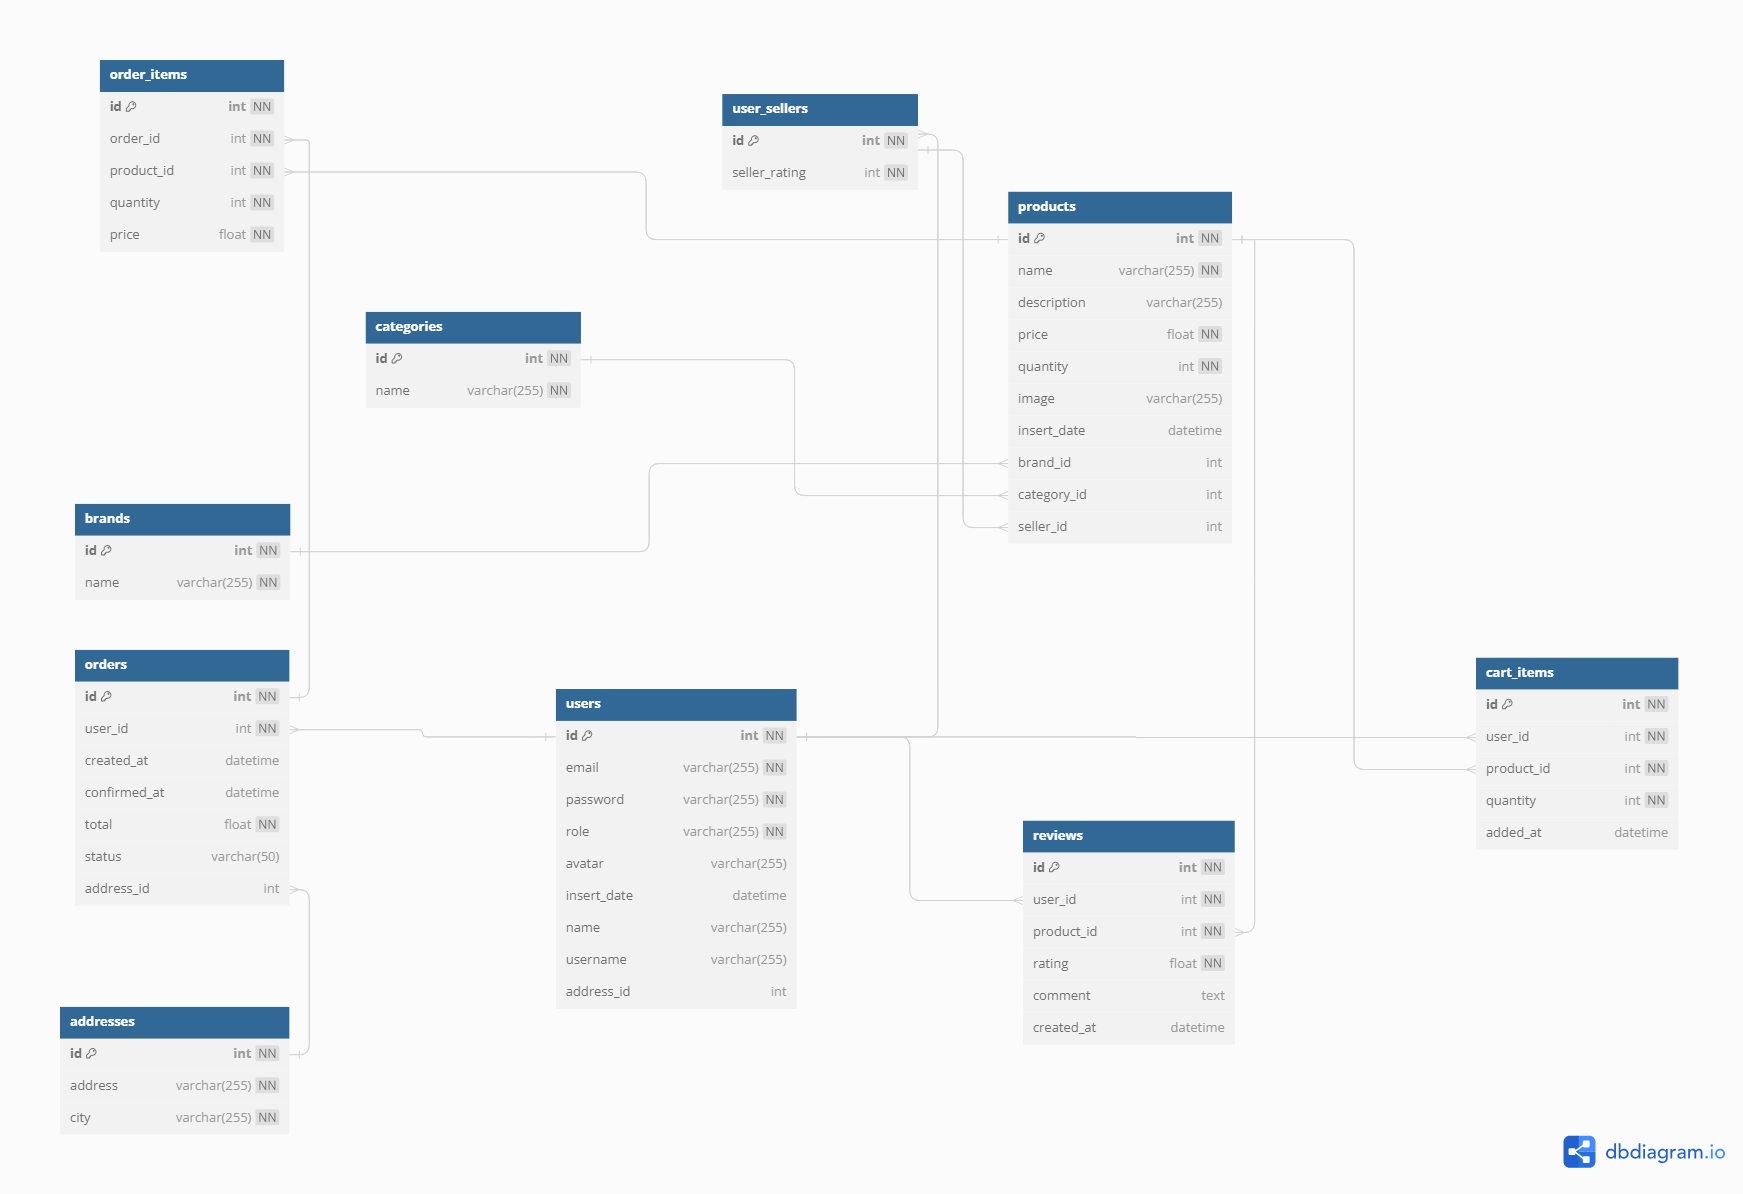 order_items
id int NN
order_id int NN
product_id int NN
quantity int NN
price float NN
user_sellers
id int NN
seller_rating int NN
products
id int NN
name varchar(255) NN
description varchar(255)
price float NN
quantity int NN
image varchar(255)
insert_date datetime
brand_id int
category_id int
seller_id int
categories
id int NN
name varchar(255) NN
brands
id int NN
name varchar(255) NN
orders
id int NN
user_id int NN
created_at datetime
confirmed_at datetime
total float NN
status varchar(50)
address_id int
users
id int NN
email varchar(255) NN
password varchar(255) NN
role varchar(255) NN
avatar varchar(255)
insert_date datetime
name varchar(255)
username varchar(255)
address_id int
cart_items
id int NN
user_id int NN
product_id int NN
quantity int NN
added_at datetime
reviews
id int NN
user_id int NN
product_id int NN
rating float NN
comment text
created_at datetime
addresses
id int NN
address varchar(255) NN
city varchar(255) NN
dbdiagram.io